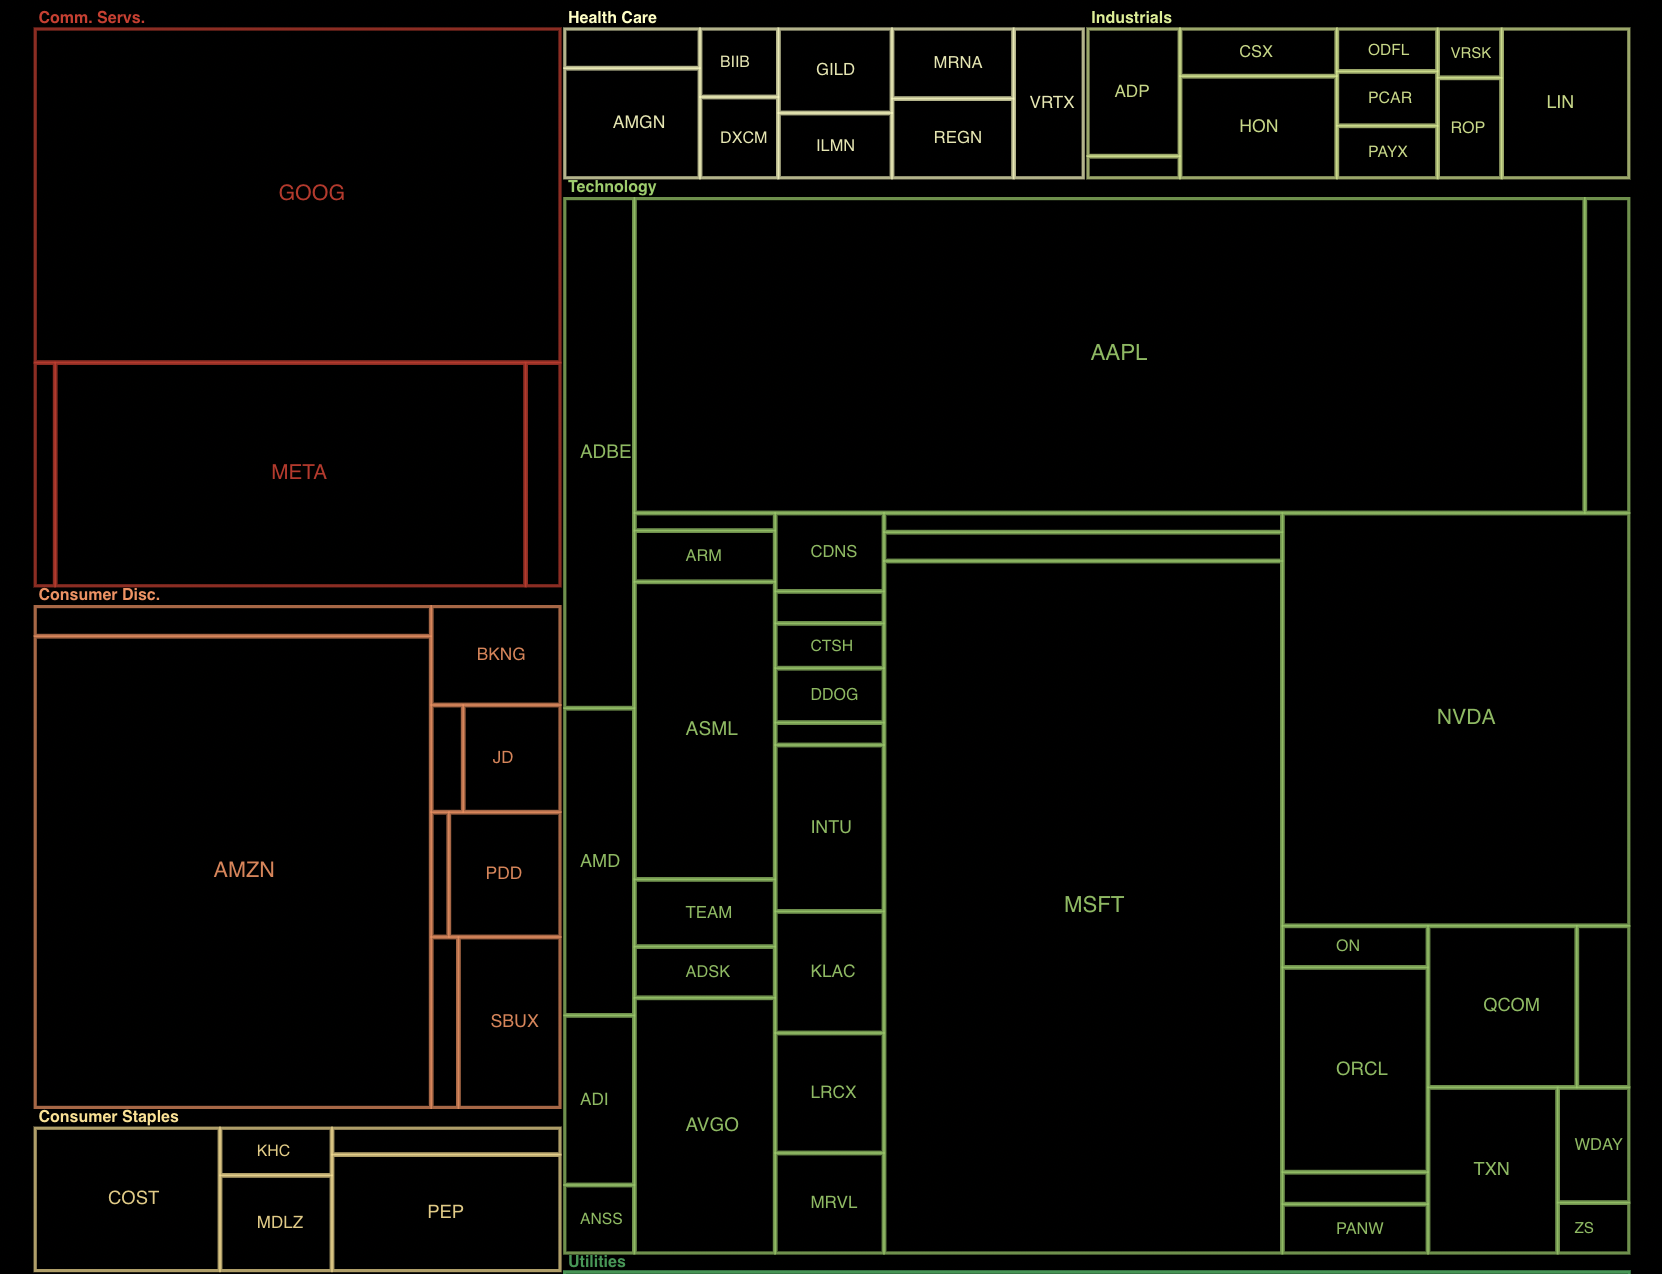 Comm. Servs.
GOOG
META
Consumer Disc.
AMZN
BKNG
JD
PDD
SBUX
Consumer Staples
COST
KHC
MDLZ
PEP
Health Care
AMGN
BIIB
DXCM
GILD
ILMN
MRNA
REGN
VRTX
Industrials
ADP
CSX
HON
ODFL
PCAR
PAYX
VRSK
ROP
LIN
Technology
ADBE
AMD
ADI
ANSS
AAPL
ARM
ASML
TEAM
ADSK
AVGO
CDNS
CTSH
DDOG
INTU
KLAC
LRCX
MRVL
MSFT
NVDA
ON
ORCL
PANW
QCOM
TXN
WDAY
ZS
Utilities